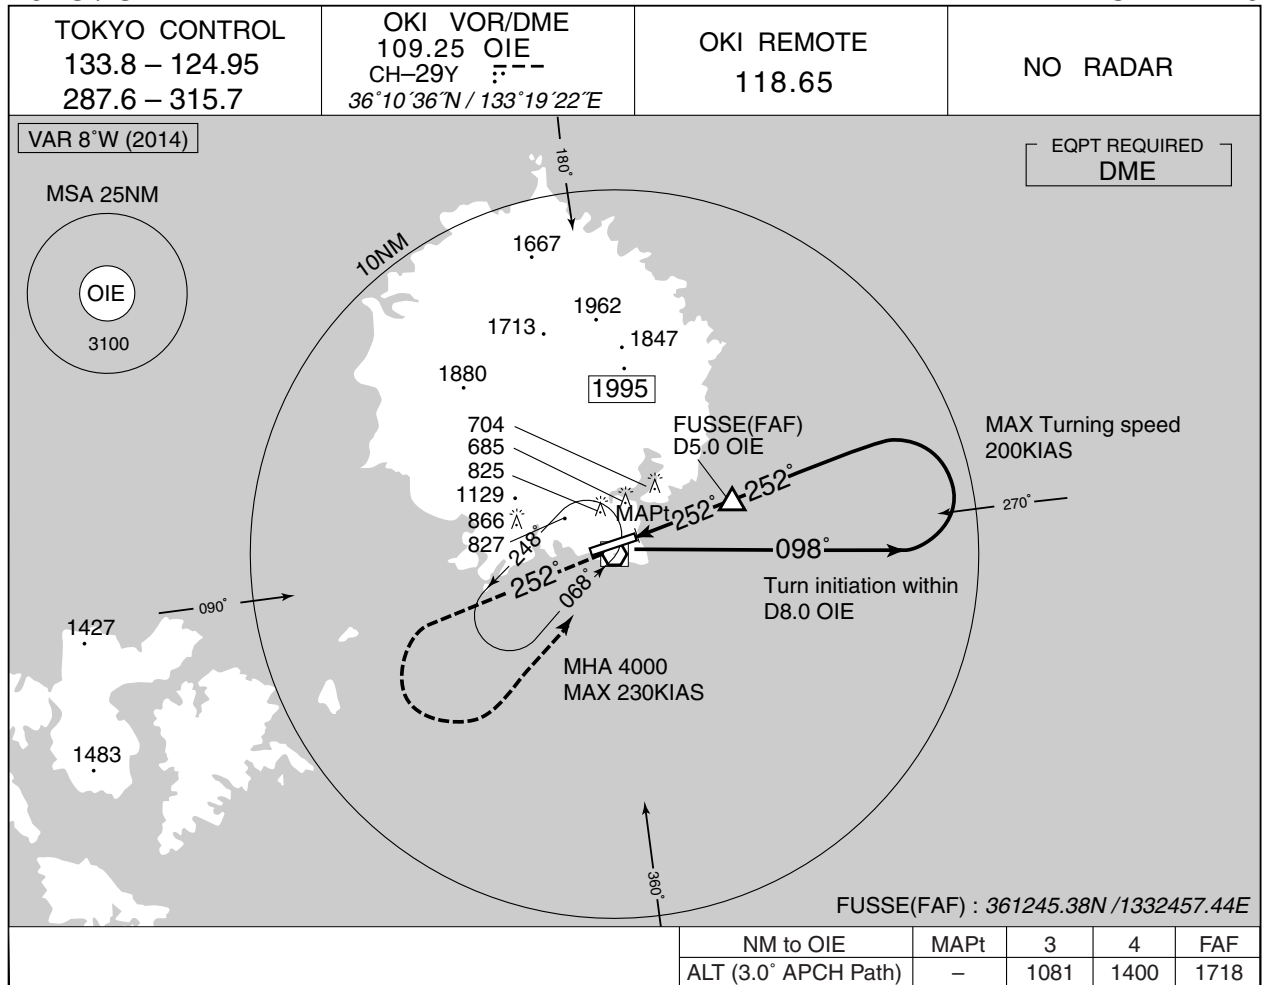 TOKYO CONTROL
133.8 – 124.95
287.6 – 315.7
OKI VOR/DME
109.25 OIE
CH–29Y
36°10´36˝N / 133°19´22˝E
OKI REMOTE
118.65
NO RADAR
VAR 8°W (2014)
EQPT REQUIRED
DME
MSA 25NM
OIE
3100
180°
10NM
1667
1962
1713
1847
1880
1995
704
685
825
1129
866
827
FUSSE(FAF)
D5.0 OIE
MAX Turning speed
200KIAS
252°
252°
MAPt
270°
248°
252°
068°
098°
Turn initiation within
D8.0 OIE
090°
1427
1483
MHA 4000
MAX 230KIAS
360°
FUSSE(FAF) : 361245.38N /1332457.44E
NM to OIE MAPt 3 4 FAF
ALT (3.0° APCH Path) – 1081 1400 1718